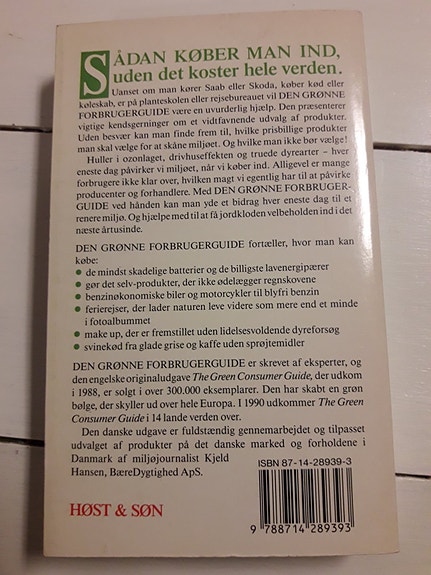 SÅDAN KØBER MAN IND,
uden det koster hele verden.
Uanset om man kører Saab eller Skoda, køber kød eller
køleskab, er på planteskolen eller rejsebureauet vil DEN GRØNNE
FORBRUGERGUIDE være en uvurderlig hjælp. Den præsenterer
vigtige kendsgerninger om et vidtfavnende udvalg af produkter.
Uden besvær kan man finde frem til, hvilke prisbillige produkter
man skal vælge for at skåne miljøet. Og hvilke man ikke bør vælge!
Huller i ozonlaget, drivhuseffekten og truede dyrearter – hver
eneste dag påvirker vi miljøet, når vi køber ind. Alligevel er mange
forbrugere ikke klar over, hvilken magt vi egentlig har til at påvirke
producenter og forhandlere. Med DEN GRØNNE FORBRUGER-
GUIDE ved hånden kan man yde et bidrag hver eneste dag til et
renere miljø. Og hjælpe med til at få jordkloden velbeholden ind i det
næste årtusinde.
DEN GRØNNE FORBRUGERGUIDE fortæller, hvor man kan
købe:
● de mindst skadelige batterier og de billigste lavenergipærer
● gør det selv-produkter, der ikke ødelægger regnskovene
● benzinøkonomiske biler og motorcykler til blyfri benzin
● ferierejser, der lader naturen leve videre som mere end et minde
i fotoalbummet
● make up, der er fremstillet uden lidelsesvoldende dyreforsøg
● svinekød fra glade grise og kaffe uden sprøjtemidler
DEN GRØNNE FORBRUGERGUIDE er skrevet af eksperter, og
den engelske originaludgave The Green Consumer Guide, der udkom
i 1988, er solgt i over 300.000 eksemplarer. Den har skabt en grøn
bølge, der skyller ud over hele Europa. I 1990 udkommer The Green
Consumer Guide i 14 lande verden over.
Den danske udgave er fuldstændig gennemarbejdet og tilpasset
udvalget af produkter på det danske marked og forholdene i
Danmark af miljøjournalist Kjeld
Hansen, BæreDygtighed ApS.
ISBN 87-14-28939-3
HØST & SØN
9 788714 289393